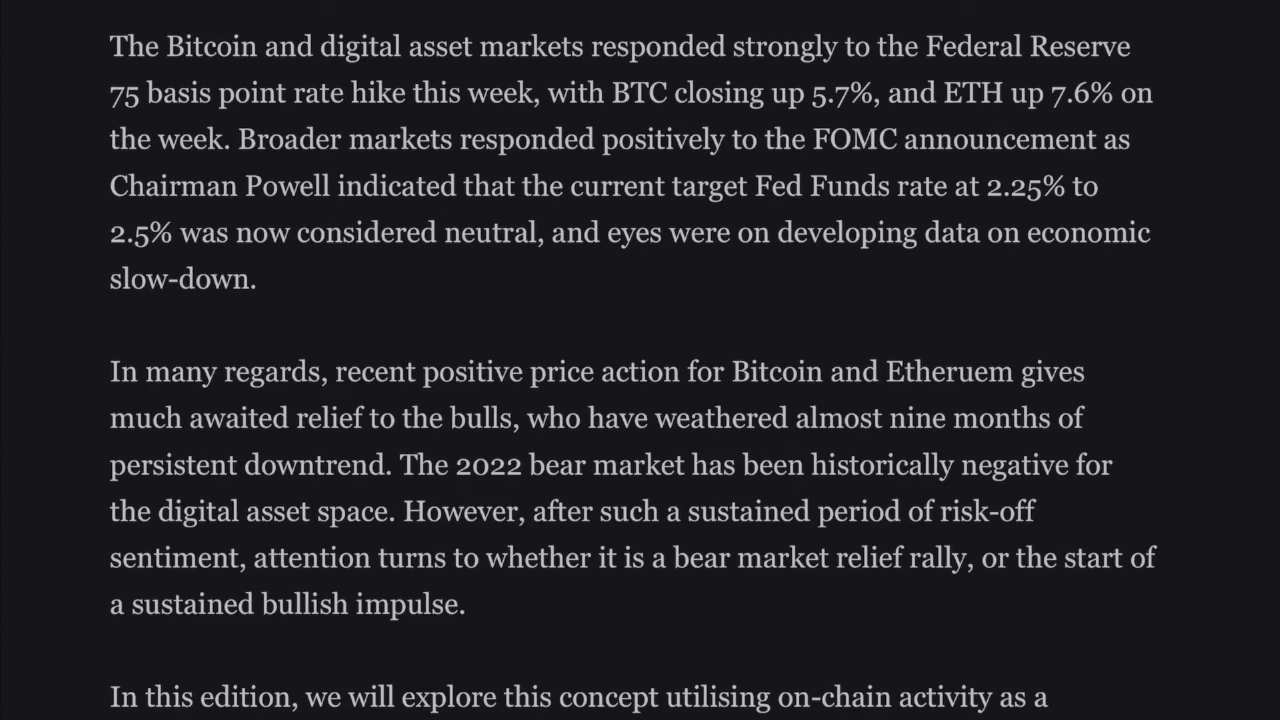 The Bitcoin and digital asset markets responded strongly to the Federal Reserve
75 basis point rate hike this week, with BTC closing up 5.7%, and ETH up 7.6% on
the week. Broader markets responded positively to the FOMC announcement as
Chairman Powell indicated that the current target Fed Funds rate at 2.25% to
2.5% was now considered neutral, and eyes were on developing data on economic
slow-down.
In many regards, recent positive price action for Bitcoin and Etheruem gives
much awaited relief to the bulls, who have weathered almost nine months of
persistent downtrend. The 2022 bear market has been historically negative for
the digital asset space. However, after such a sustained period of risk-off
sentiment, attention turns to whether it is a bear market relief rally, or the start of
a sustained bullish impulse.
In this edition, we will explore this concept utilising on-chain activity as a